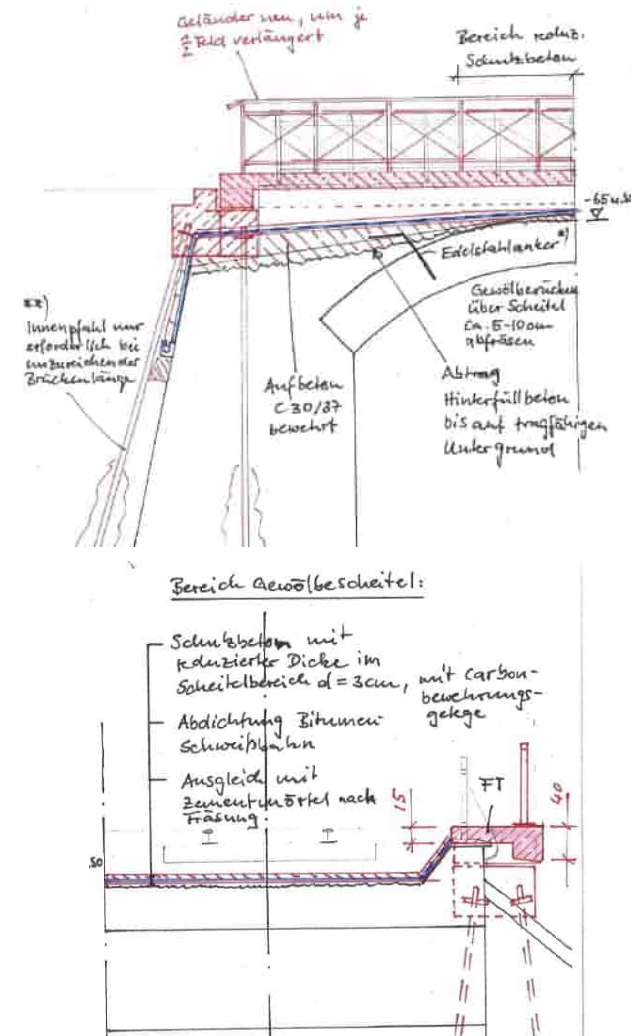 Geländer neu, um je
1/2 Feld verlängert
Bereich reduz.
Schutzbeton
-65 u.
Edelstahlanker*)
**)
Innenpfahl nur
erforderlich bei
unzureichender
Brückenlänge
Gewölberücken
über Scheitel
ca. 5-10cm
abfräsen
Aufbeton
C30/37
bewehrt
Abtrag
Hinterfüllbeton
bis auf tragfähigen
Untergrund
Bereich Gewölbescheitel:
Schutzbeton mit
reduzierter Dicke im
Scheitelbereich d=3cm, mit Carbon-
bewehrungs-
gelege
Abdichtung Bitumen
Schweißbahn
Ausgleich mit
Zementmörtel nach
Fräsung.
15
FT
40
.50